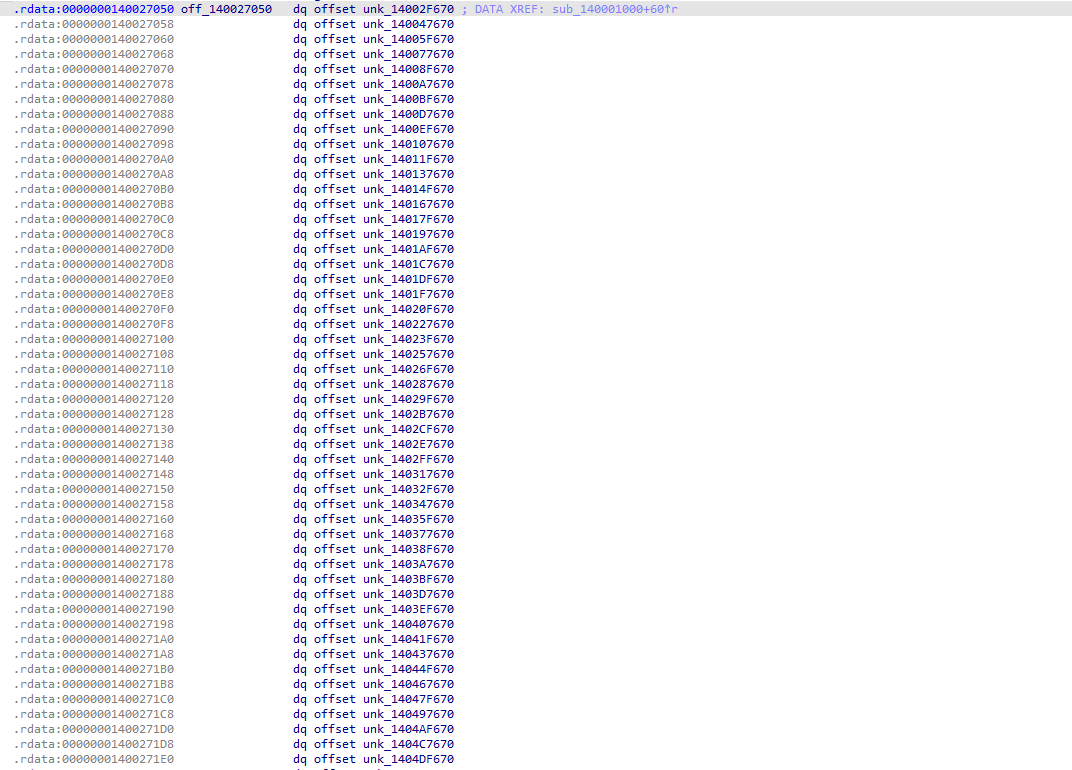 .rdata:0000000140027050 off_140027050 dq offset unk_14002F670 ; DATA XREF: sub_140001000+60↑r
.rdata:0000000140027058 dq offset unk_140047670
.rdata:0000000140027060 dq offset unk_14005F670
.rdata:0000000140027068 dq offset unk_140077670
.rdata:0000000140027070 dq offset unk_14008F670
.rdata:0000000140027078 dq offset unk_1400A7670
.rdata:0000000140027080 dq offset unk_1400BF670
.rdata:0000000140027088 dq offset unk_1400D7670
.rdata:0000000140027090 dq offset unk_1400EF670
.rdata:0000000140027098 dq offset unk_140107670
.rdata:00000001400270A0 dq offset unk_14011F670
.rdata:00000001400270A8 dq offset unk_140137670
.rdata:00000001400270B0 dq offset unk_14014F670
.rdata:00000001400270B8 dq offset unk_140167670
.rdata:00000001400270C0 dq offset unk_14017F670
.rdata:00000001400270C8 dq offset unk_140197670
.rdata:00000001400270D0 dq offset unk_1401AF670
.rdata:00000001400270D8 dq offset unk_1401C7670
.rdata:00000001400270E0 dq offset unk_1401DF670
.rdata:00000001400270E8 dq offset unk_1401F7670
.rdata:00000001400270F0 dq offset unk_14020F670
.rdata:00000001400270F8 dq offset unk_140227670
.rdata:0000000140027100 dq offset unk_14023F670
.rdata:0000000140027108 dq offset unk_140257670
.rdata:0000000140027110 dq offset unk_14026F670
.rdata:0000000140027118 dq offset unk_140287670
.rdata:0000000140027120 dq offset unk_14029F670
.rdata:0000000140027128 dq offset unk_1402B7670
.rdata:0000000140027130 dq offset unk_1402CF670
.rdata:0000000140027138 dq offset unk_1402E7670
.rdata:0000000140027140 dq offset unk_1402FF670
.rdata:0000000140027148 dq offset unk_140317670
.rdata:0000000140027150 dq offset unk_14032F670
.rdata:0000000140027158 dq offset unk_140347670
.rdata:0000000140027160 dq offset unk_14035F670
.rdata:0000000140027168 dq offset unk_140377670
.rdata:0000000140027170 dq offset unk_14038F670
.rdata:0000000140027178 dq offset unk_1403A7670
.rdata:0000000140027180 dq offset unk_1403BF670
.rdata:0000000140027188 dq offset unk_1403D7670
.rdata:0000000140027190 dq offset unk_1403EF670
.rdata:0000000140027198 dq offset unk_140407670
.rdata:00000001400271A0 dq offset unk_14041F670
.rdata:00000001400271A8 dq offset unk_140437670
.rdata:00000001400271B0 dq offset unk_14044F670
.rdata:00000001400271B8 dq offset unk_140467670
.rdata:00000001400271C0 dq offset unk_14047F670
.rdata:00000001400271C8 dq offset unk_140497670
.rdata:00000001400271D0 dq offset unk_1404AF670
.rdata:00000001400271D8 dq offset unk_1404C7670
.rdata:00000001400271E0 dq offset unk_1404DF670